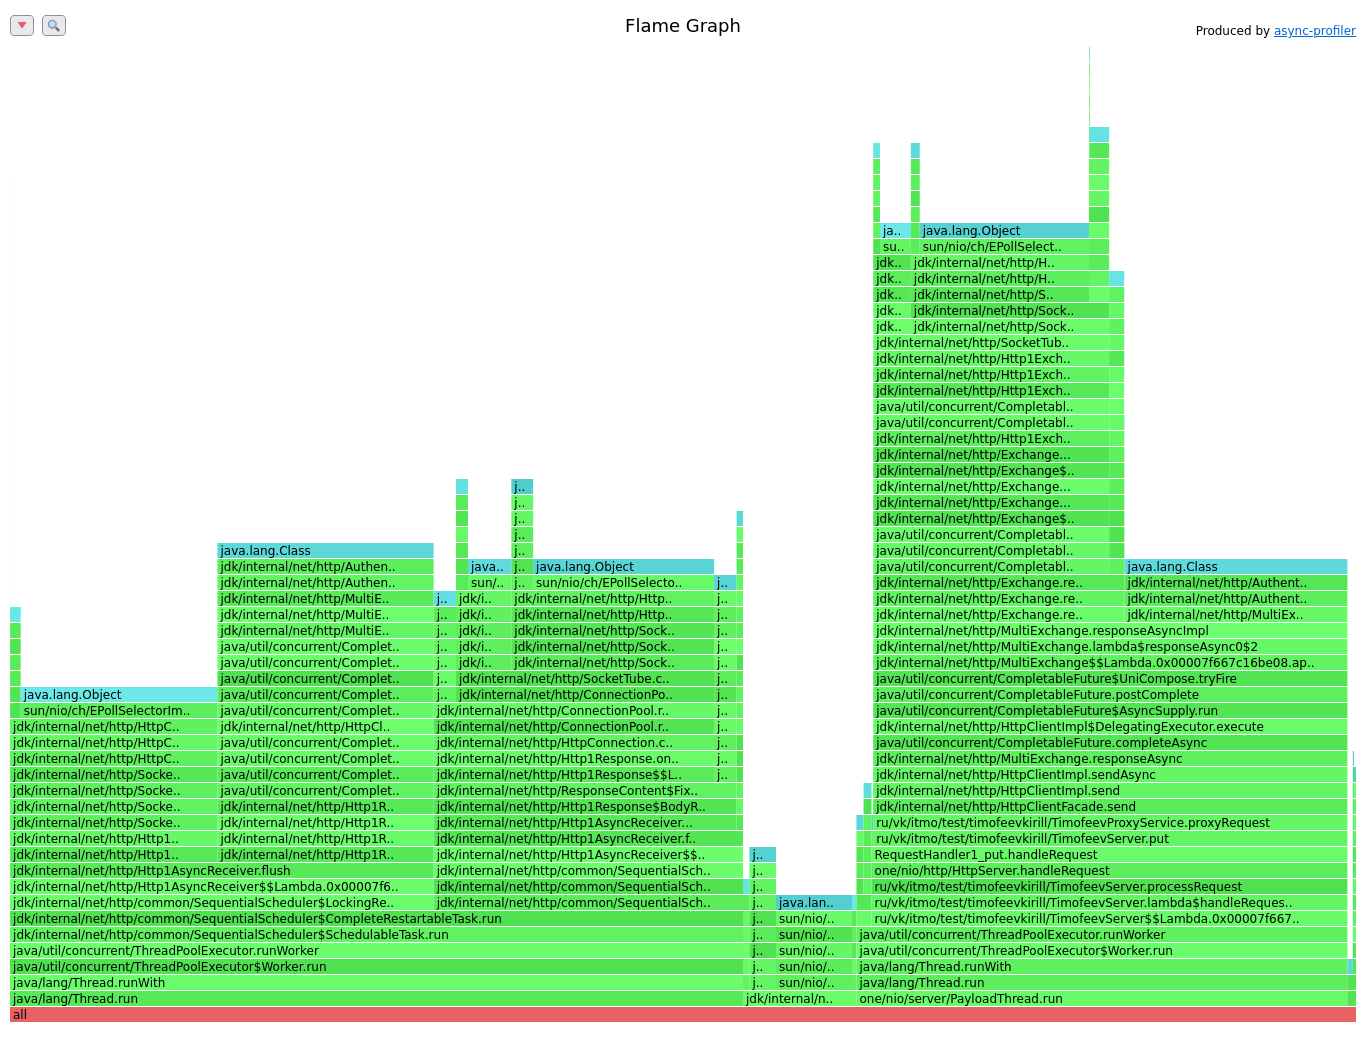 Flame Graph
Produced by async-profiler
ja.. java.lang.Object
su.. sun/nio/ch/EPollSelect..
jdk.. jdk/internal/net/http/H..
jdk.. jdk/internal/net/http/H..
jdk.. jdk/internal/net/http/S..
jdk.. jdk/internal/net/http/Sock..
jdk.. jdk/internal/net/http/Sock..
jdk/internal/net/http/SocketTub..
jdk/internal/net/http/Http1Exch..
jdk/internal/net/http/Http1Exch..
jdk/internal/net/http/Http1Exch..
java/util/concurrent/Completabl..
java/util/concurrent/Completabl..
jdk/internal/net/http/Http1Exch..
jdk/internal/net/http/Exchange...
jdk/internal/net/http/Exchange$..
j.. jdk/internal/net/http/Exchange...
j.. jdk/internal/net/http/Exchange...
j.. jdk/internal/net/http/Exchange$..
j.. java/util/concurrent/Completabl..
java.lang.Class j.. java/util/concurrent/Completabl..
jdk/internal/net/http/Authen.. java.. j.. java.lang.Object java/util/concurrent/Completabl.. java.lang.Class
jdk/internal/net/http/Authen.. sun/.. j.. sun/nio/ch/EPollSelecto.. j.. jdk/internal/net/http/Exchange.re.. jdk/internal/net/http/Authent..
jdk/internal/net/http/MultiE.. j.. jdk/i.. jdk/internal/net/http/Http.. j.. jdk/internal/net/http/Exchange.re.. jdk/internal/net/http/Authent..
jdk/internal/net/http/MultiE.. j.. jdk/i.. jdk/internal/net/http/Http.. j.. jdk/internal/net/http/Exchange.re.. jdk/internal/net/http/MultiEx..
jdk/internal/net/http/MultiE.. j.. jdk/i.. jdk/internal/net/http/Sock.. j.. jdk/internal/net/http/MultiExchange.responseAsyncImpl
java/util/concurrent/Complet.. j.. jdk/i.. jdk/internal/net/http/Sock.. j.. jdk/internal/net/http/MultiExchange.lambda$responseAsync0$2
java/util/concurrent/Complet.. j.. jdk/i.. jdk/internal/net/http/Sock.. j.. jdk/internal/net/http/MultiExchange$$Lambda.0x00007f667c16be08.ap..
java/util/concurrent/Complet.. j.. jdk/internal/net/http/SocketTube.c.. j.. java/util/concurrent/CompletableFuture$UniCompose.tryFire
java.lang.Object java/util/concurrent/Complet.. j.. jdk/internal/net/http/ConnectionPo.. j.. java/util/concurrent/CompletableFuture.postComplete
sun/nio/ch/EPollSelectorIm.. java/util/concurrent/Complet.. jdk/internal/net/http/ConnectionPool.r.. j.. java/util/concurrent/CompletableFuture$AsyncSupply.run
jdk/internal/net/http/HttpC.. jdk/internal/net/http/HttpCl.. jdk/internal/net/http/ConnectionPool.r.. j.. jdk/internal/net/http/HttpClientImpl$DelegatingExecutor.execute
jdk/internal/net/http/HttpC.. java/util/concurrent/Complet.. jdk/internal/net/http/HttpConnection.c.. j.. java/util/concurrent/CompletableFuture.completeAsync
jdk/internal/net/http/HttpC.. java/util/concurrent/Complet.. jdk/internal/net/http/Http1Response.on.. j.. jdk/internal/net/http/MultiExchange.responseAsync
jdk/internal/net/http/Socke.. java/util/concurrent/Complet.. jdk/internal/net/http/Http1Response$$L.. j.. jdk/internal/net/http/HttpClientImpl.sendAsync
jdk/internal/net/http/Socke.. java/util/concurrent/Complet.. jdk/internal/net/http/ResponseContent$Fix.. jdk/internal/net/http/HttpClientImpl.send
jdk/internal/net/http/Socke.. jdk/internal/net/http/Http1R.. jdk/internal/net/http/Http1Response$BodyR.. jdk/internal/net/http/HttpClientFacade.send
jdk/internal/net/http/Socke.. jdk/internal/net/http/Http1R.. jdk/internal/net/http/Http1AsyncReceiver... ru/vk/itmo/test/timofeevkirill/TimofeevProxyService.proxyRequest
jdk/internal/net/http/Http1.. jdk/internal/net/http/Http1R.. jdk/internal/net/http/Http1AsyncReceiver.f.. ru/vk/itmo/test/timofeevkirill/TimofeevServer.put
jdk/internal/net/http/Http1.. jdk/internal/net/http/Http1R.. jdk/internal/net/http/Http1AsyncReceiver$$.. j.. RequestHandler1_put.handleRequest
jdk/internal/net/http/Http1AsyncReceiver.flush jdk/internal/net/http/common/SequentialSch.. j.. one/nio/http/HttpServer.handleRequest
jdk/internal/net/http/Http1AsyncReceiver$$Lambda.0x00007f6.. jdk/internal/net/http/common/SequentialSch.. j.. ru/vk/itmo/test/timofeevkirill/TimofeevServer.processRequest
jdk/internal/net/http/common/SequentialScheduler$LockingRe.. jdk/internal/net/http/common/SequentialSch.. j.. java.lan.. ru/vk/itmo/test/timofeevkirill/TimofeevServer.lambda$handleReques..
jdk/internal/net/http/common/SequentialScheduler$CompleteRestartableTask.run j.. sun/nio/.. ru/vk/itmo/test/timofeevkirill/TimofeevServer$$Lambda.0x00007f667..
jdk/internal/net/http/common/SequentialScheduler$SchedulableTask.run j.. sun/nio/.. java/util/concurrent/ThreadPoolExecutor.runWorker
java/util/concurrent/ThreadPoolExecutor.runWorker j.. sun/nio/.. java/util/concurrent/ThreadPoolExecutor$Worker.run
java/util/concurrent/ThreadPoolExecutor$Worker.run j.. sun/nio/.. java/lang/Thread.runWith
java/lang/Thread.runWith j.. sun/nio/.. java/lang/Thread.run
java/lang/Thread.run jdk/internal/n.. one/nio/server/PayloadThread.run
all